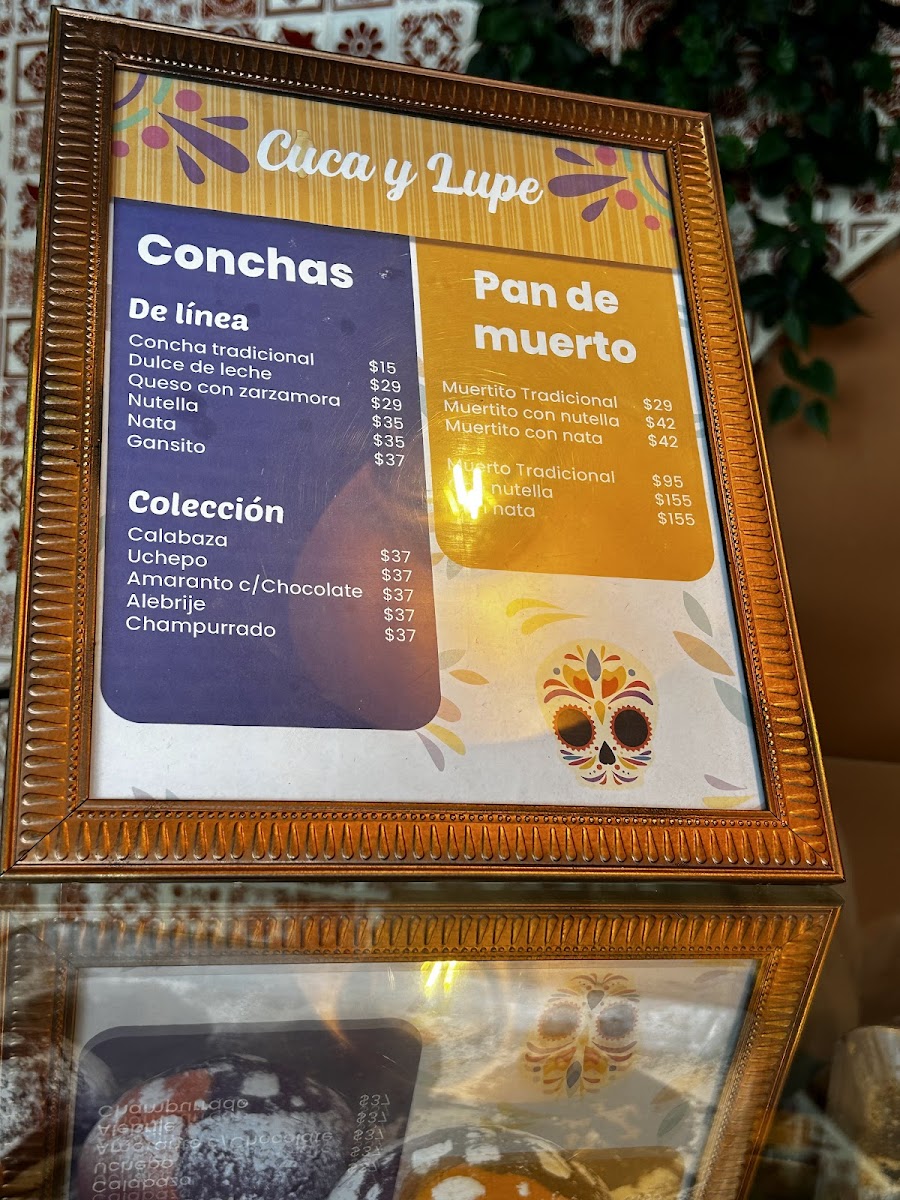 Cuca y Lupe
Conchas
De línea
Concha tradicional $15
Dulce de leche $29
Queso con zarzamora $29
Nutella $35
Nata $35
Gansito $37
Colección
Calabaza $37
Uchepo $37
Amaranto c/Chocolate $37
Alebrije $37
Champurrado $37
Pan de
muerto
Muertito Tradicional $29
Muertito con nutella $42
Muertito con nata $42
Muerto Tradicional $95
nutella $155
nata $155